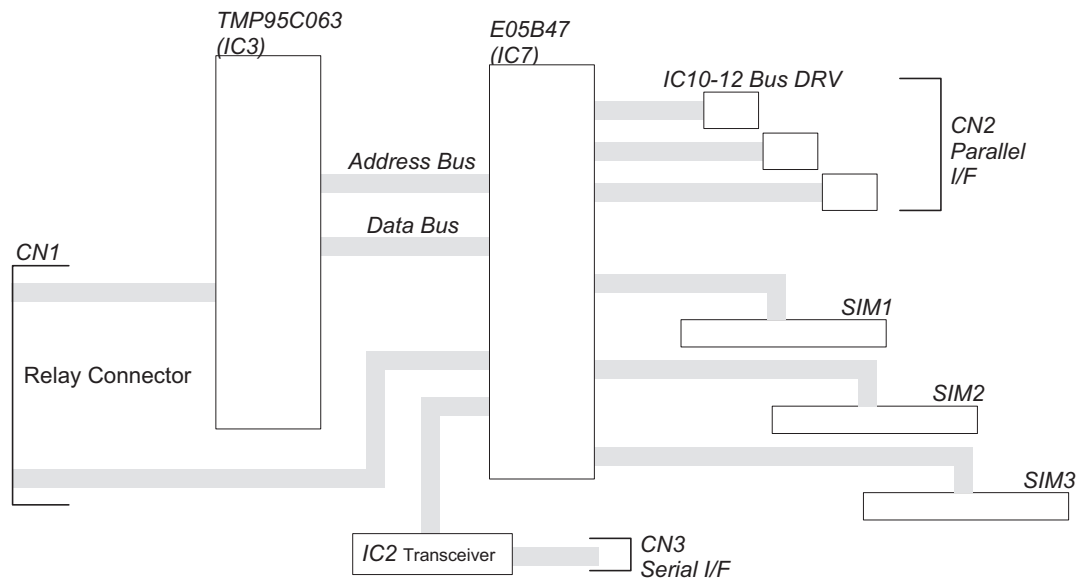 TMP95C063
(IC3)
E05B47
(IC7)
IC10-12 Bus DRV
CN2
Parallel
I/F
Address Bus
Data Bus
CN1
Relay Connector
SIM1
SIM2
SIM3
IC2 Transceiver
CN3
Serial I/F